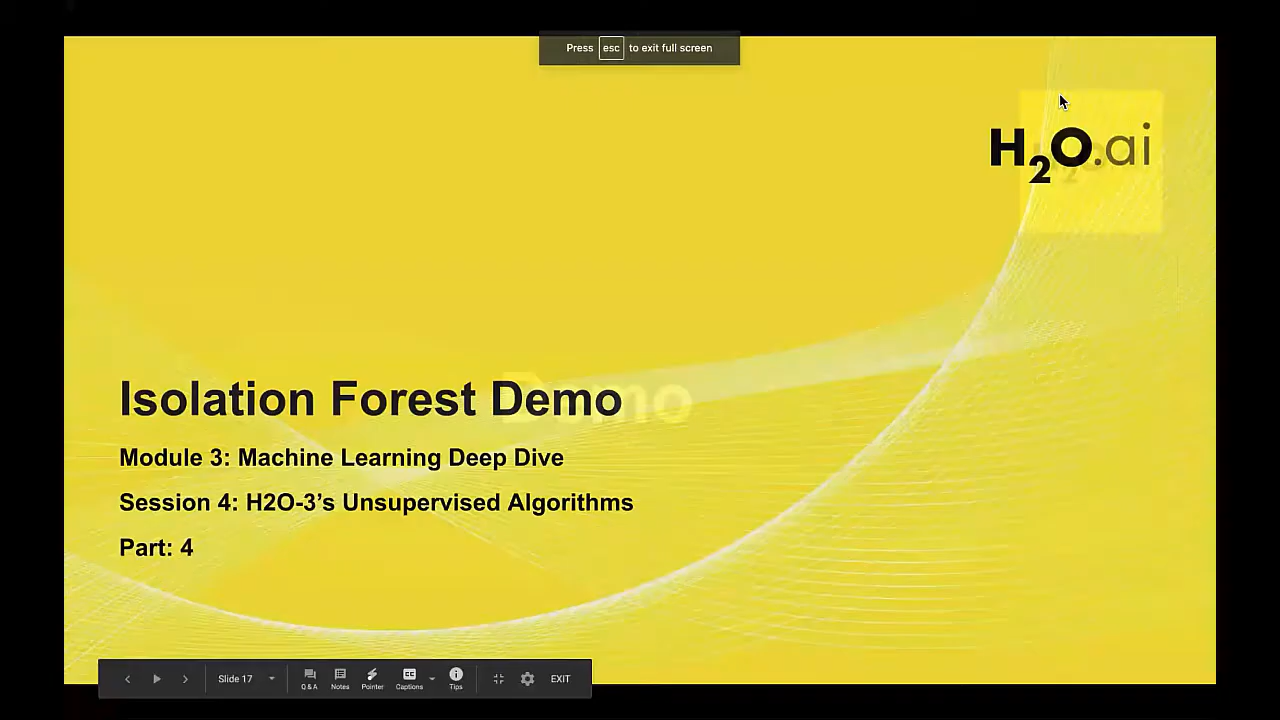 Press esc to exit full screen
H2O.ai
Demo
Isolation Forest Demo
Module 3: Machine Learning Deep Dive
Session 4: H2O-3's Unsupervised Algorithms
Part: 4
Slide 17
Q & A Notes Pointer Captions Tips EXIT